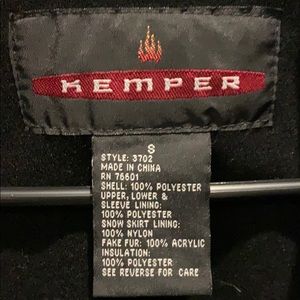 KEMPER
S
STYLE: 3702
MADE IN CHINA
RN 76601
SHELL: 100% POLYESTER
UPPER, LOWER &
SLEEVE LINING:
100% POLYESTER
SNOW SKIRT LINING:
100% NYLON
FAKE FUR: 100% ACRYLIC
INSULATION:
100% POLYESTER
SEE REVERSE FOR CARE